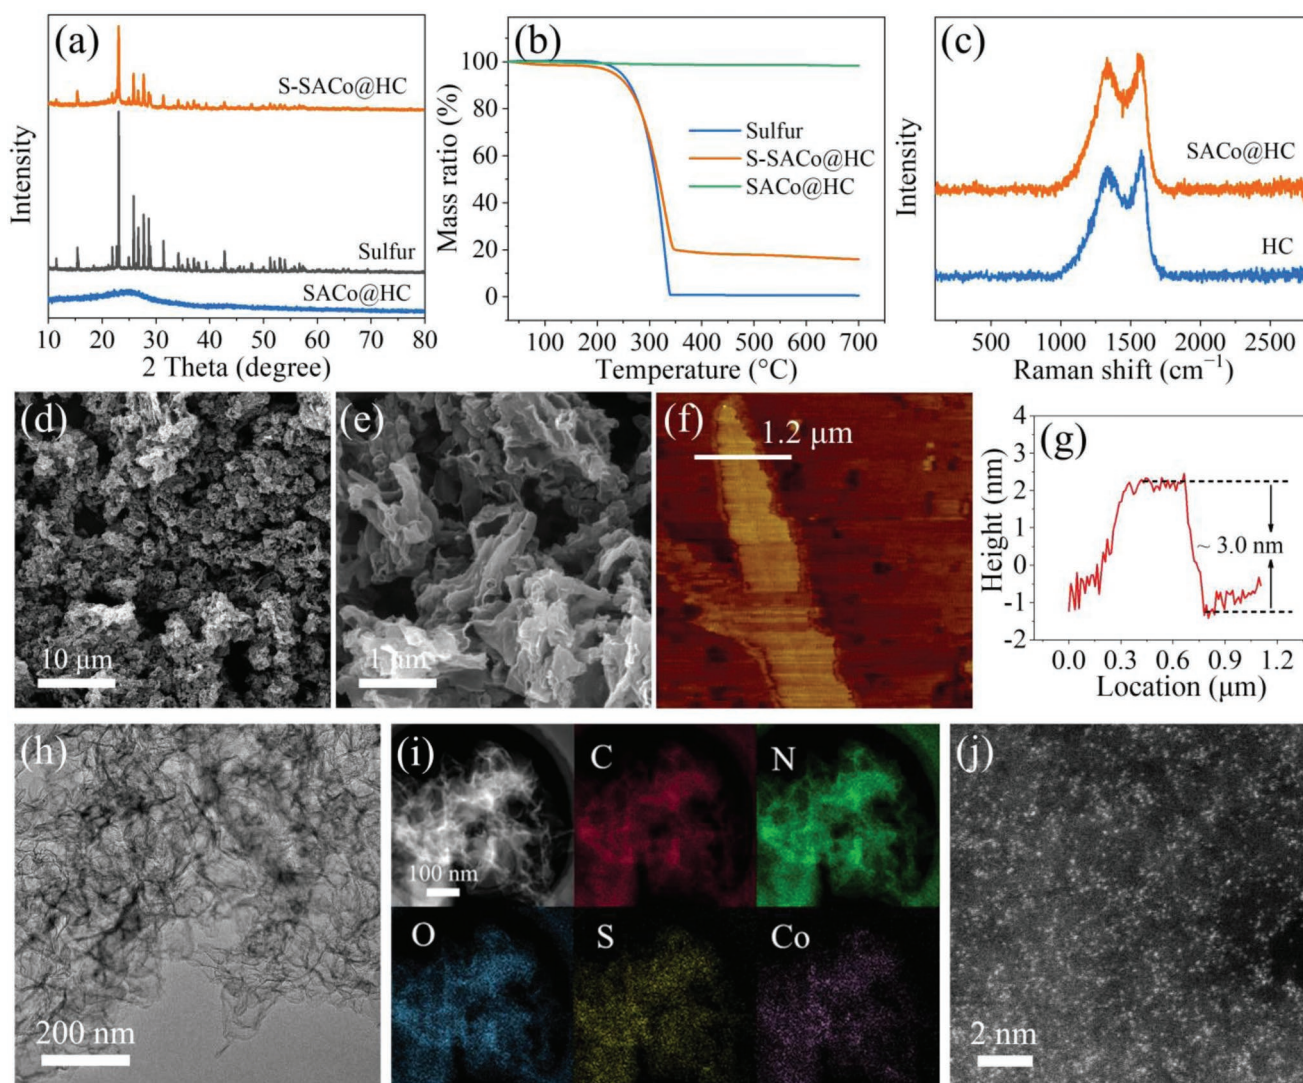 (a)
S-SACo@HC
Sulfur
SACo@HC
Intensity
10 20 30 40 50 60 70 80
2 Theta (degree)
(b)
100
80
60
40
20
0
Mass ratio (%)
Sulfur
S-SACo@HC
SACo@HC
100 200 300 400 500 600 700
Temperature (°C)
(c)
SACo@HC
HC
Intensity
500 1000 1500 2000 2500
Raman shift (cm⁻¹)
(d)
10 μm
(e)
1 μm
(f)
1.2 μm
(g)
4
3
2
1
0
-1
-2
Height (nm)
~ 3.0 nm
0.0 0.3 0.6 0.9 1.2
Location (μm)
(h)
200 nm
(i)
C
N
100 nm
O
S
Co
(j)
2 nm